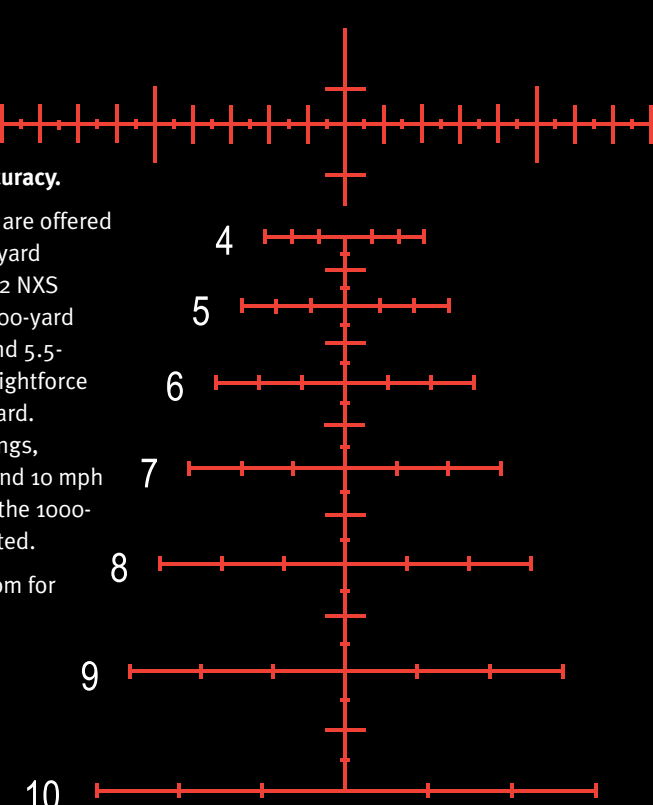 curacy.
are offered
yard
2 NXS
00-yard
nd 5.5-
ightforce
ard.
ngs,
nd 10 mph
the 1000-
ted.
om for
4
5
6
7
8
9
10